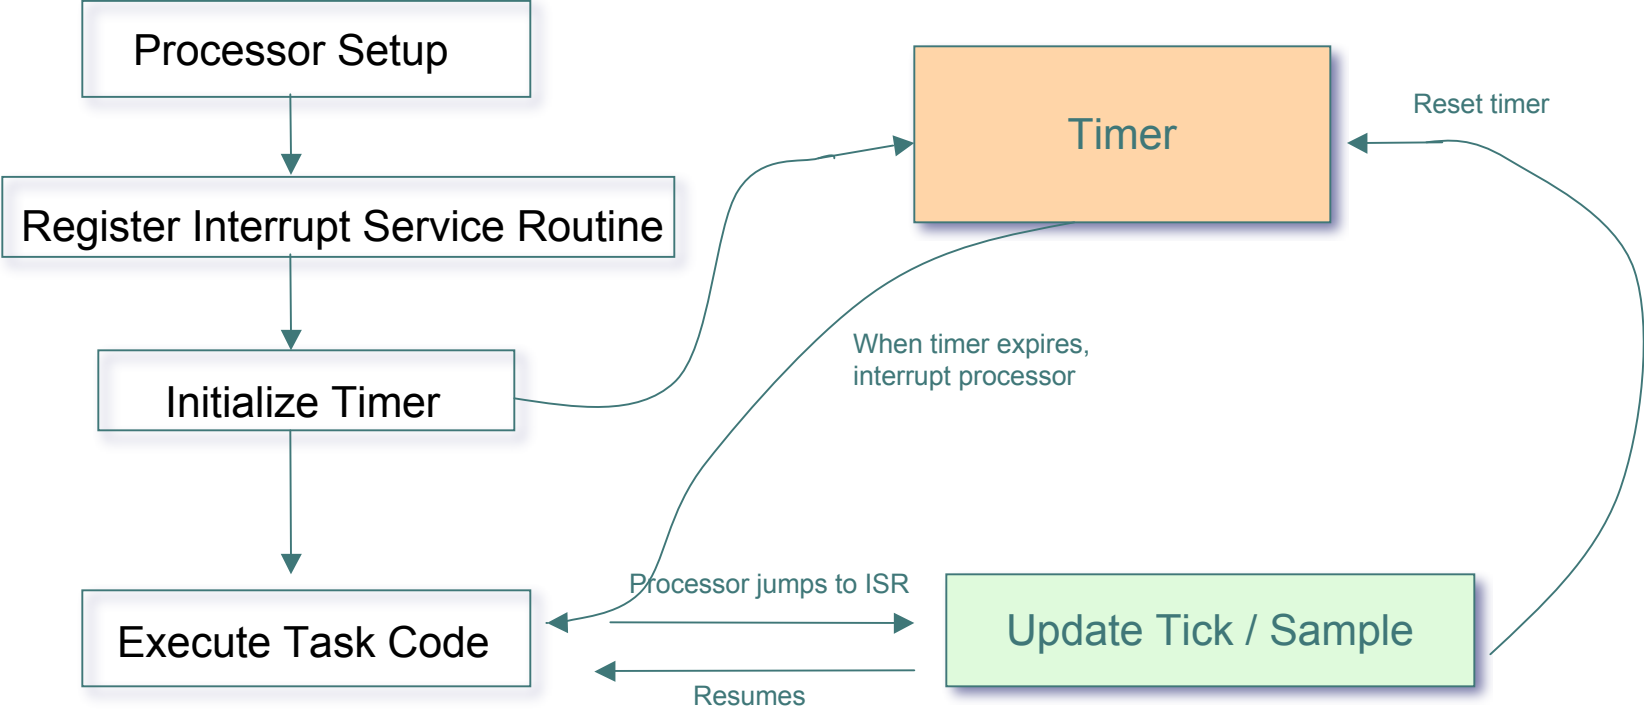 Processor Setup
Timer
Reset timer
Register Interrupt Service Routine
When timer expires,
interrupt processor
Initialize Timer
Processor jumps to ISR
Execute Task Code
Update Tick / Sample
Resumes